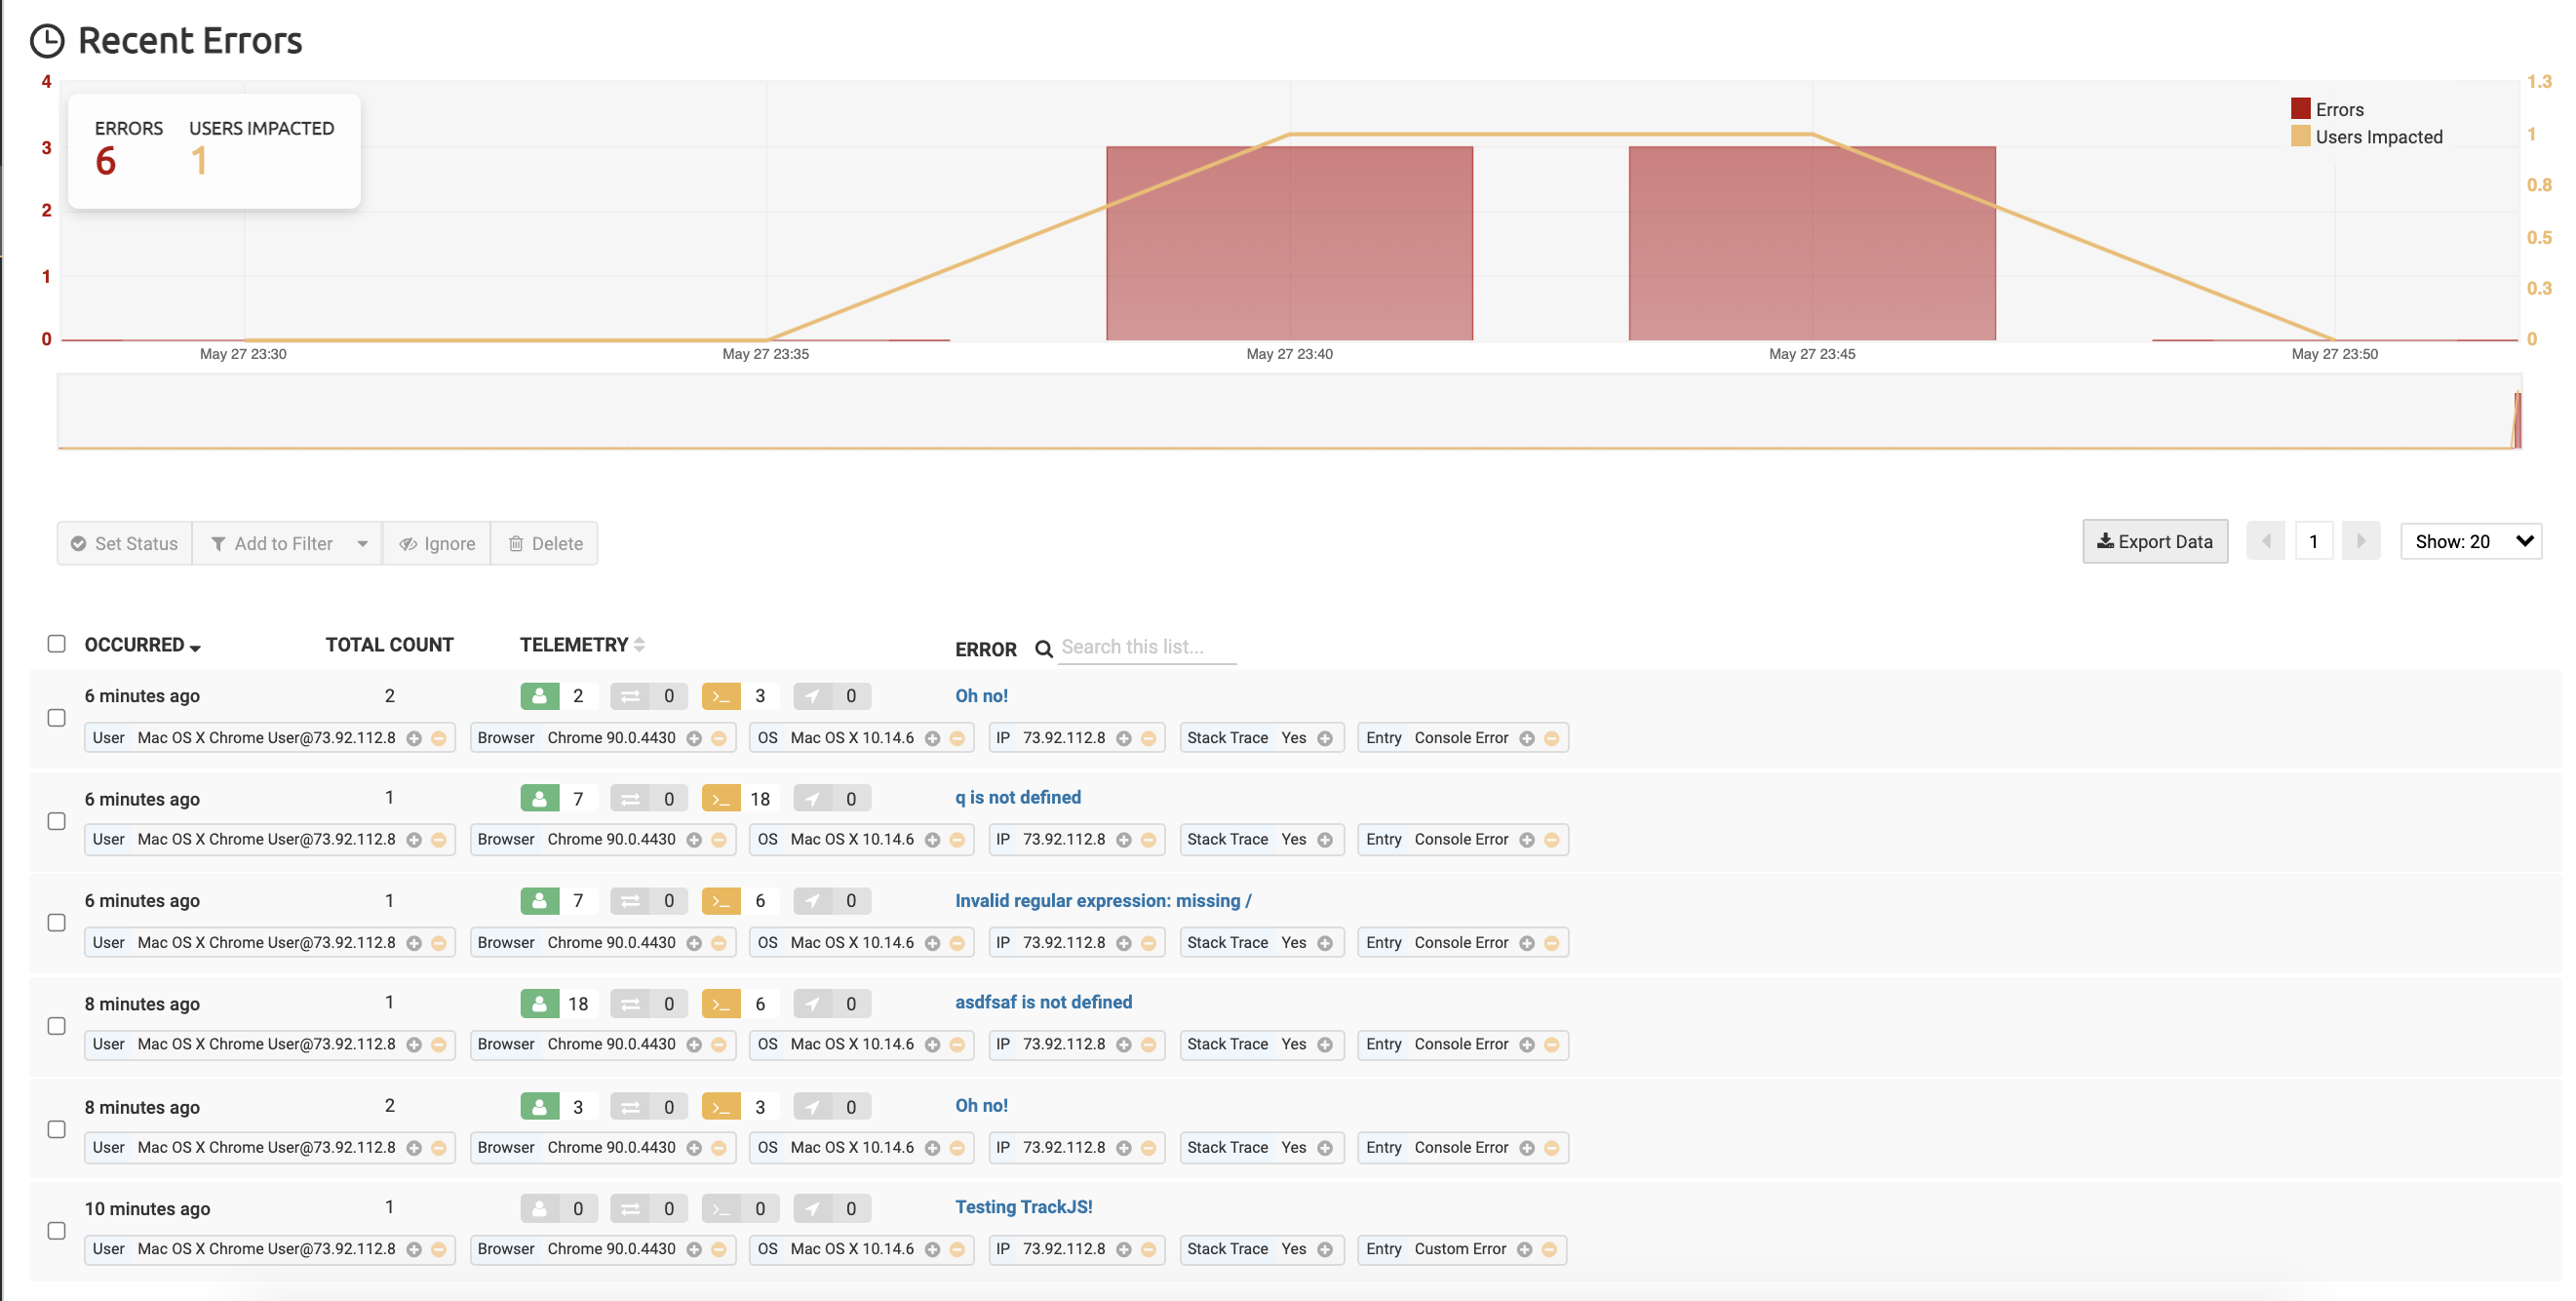 Recent Errors
4 1.3
ERRORS USERS IMPACTED
6 1
Errors
Users Impacted
3 1
2 0.8
0.5
1 0.3
0 0
May 27 23:30 May 27 23:35 May 27 23:40 May 27 23:45 May 27 23:50
Set Status Add to Filter Ignore Delete Export Data 1 Show: 20
OCCURRED TOTAL COUNT TELEMETRY ERROR Search this list...
6 minutes ago 2 2 0 >_ 3 0 Oh no!
User Mac OS X Chrome User@73.92.112.8 Browser Chrome 90.0.4430 OS Mac OS X 10.14.6 IP 73.92.112.8 Stack Trace Yes Entry Console Error
6 minutes ago 1 7 0 >_ 18 0 q is not defined
User Mac OS X Chrome User@73.92.112.8 Browser Chrome 90.0.4430 OS Mac OS X 10.14.6 IP 73.92.112.8 Stack Trace Yes Entry Console Error
6 minutes ago 1 7 0 >_ 6 0 Invalid regular expression: missing /
User Mac OS X Chrome User@73.92.112.8 Browser Chrome 90.0.4430 OS Mac OS X 10.14.6 IP 73.92.112.8 Stack Trace Yes Entry Console Error
8 minutes ago 1 18 0 >_ 6 0 asdfsaf is not defined
User Mac OS X Chrome User@73.92.112.8 Browser Chrome 90.0.4430 OS Mac OS X 10.14.6 IP 73.92.112.8 Stack Trace Yes Entry Console Error
8 minutes ago 2 3 0 >_ 3 0 Oh no!
User Mac OS X Chrome User@73.92.112.8 Browser Chrome 90.0.4430 OS Mac OS X 10.14.6 IP 73.92.112.8 Stack Trace Yes Entry Console Error
10 minutes ago 1 0 0 >_ 0 0 Testing TrackJS!
User Mac OS X Chrome User@73.92.112.8 Browser Chrome 90.0.4430 OS Mac OS X 10.14.6 IP 73.92.112.8 Stack Trace Yes Entry Custom Error